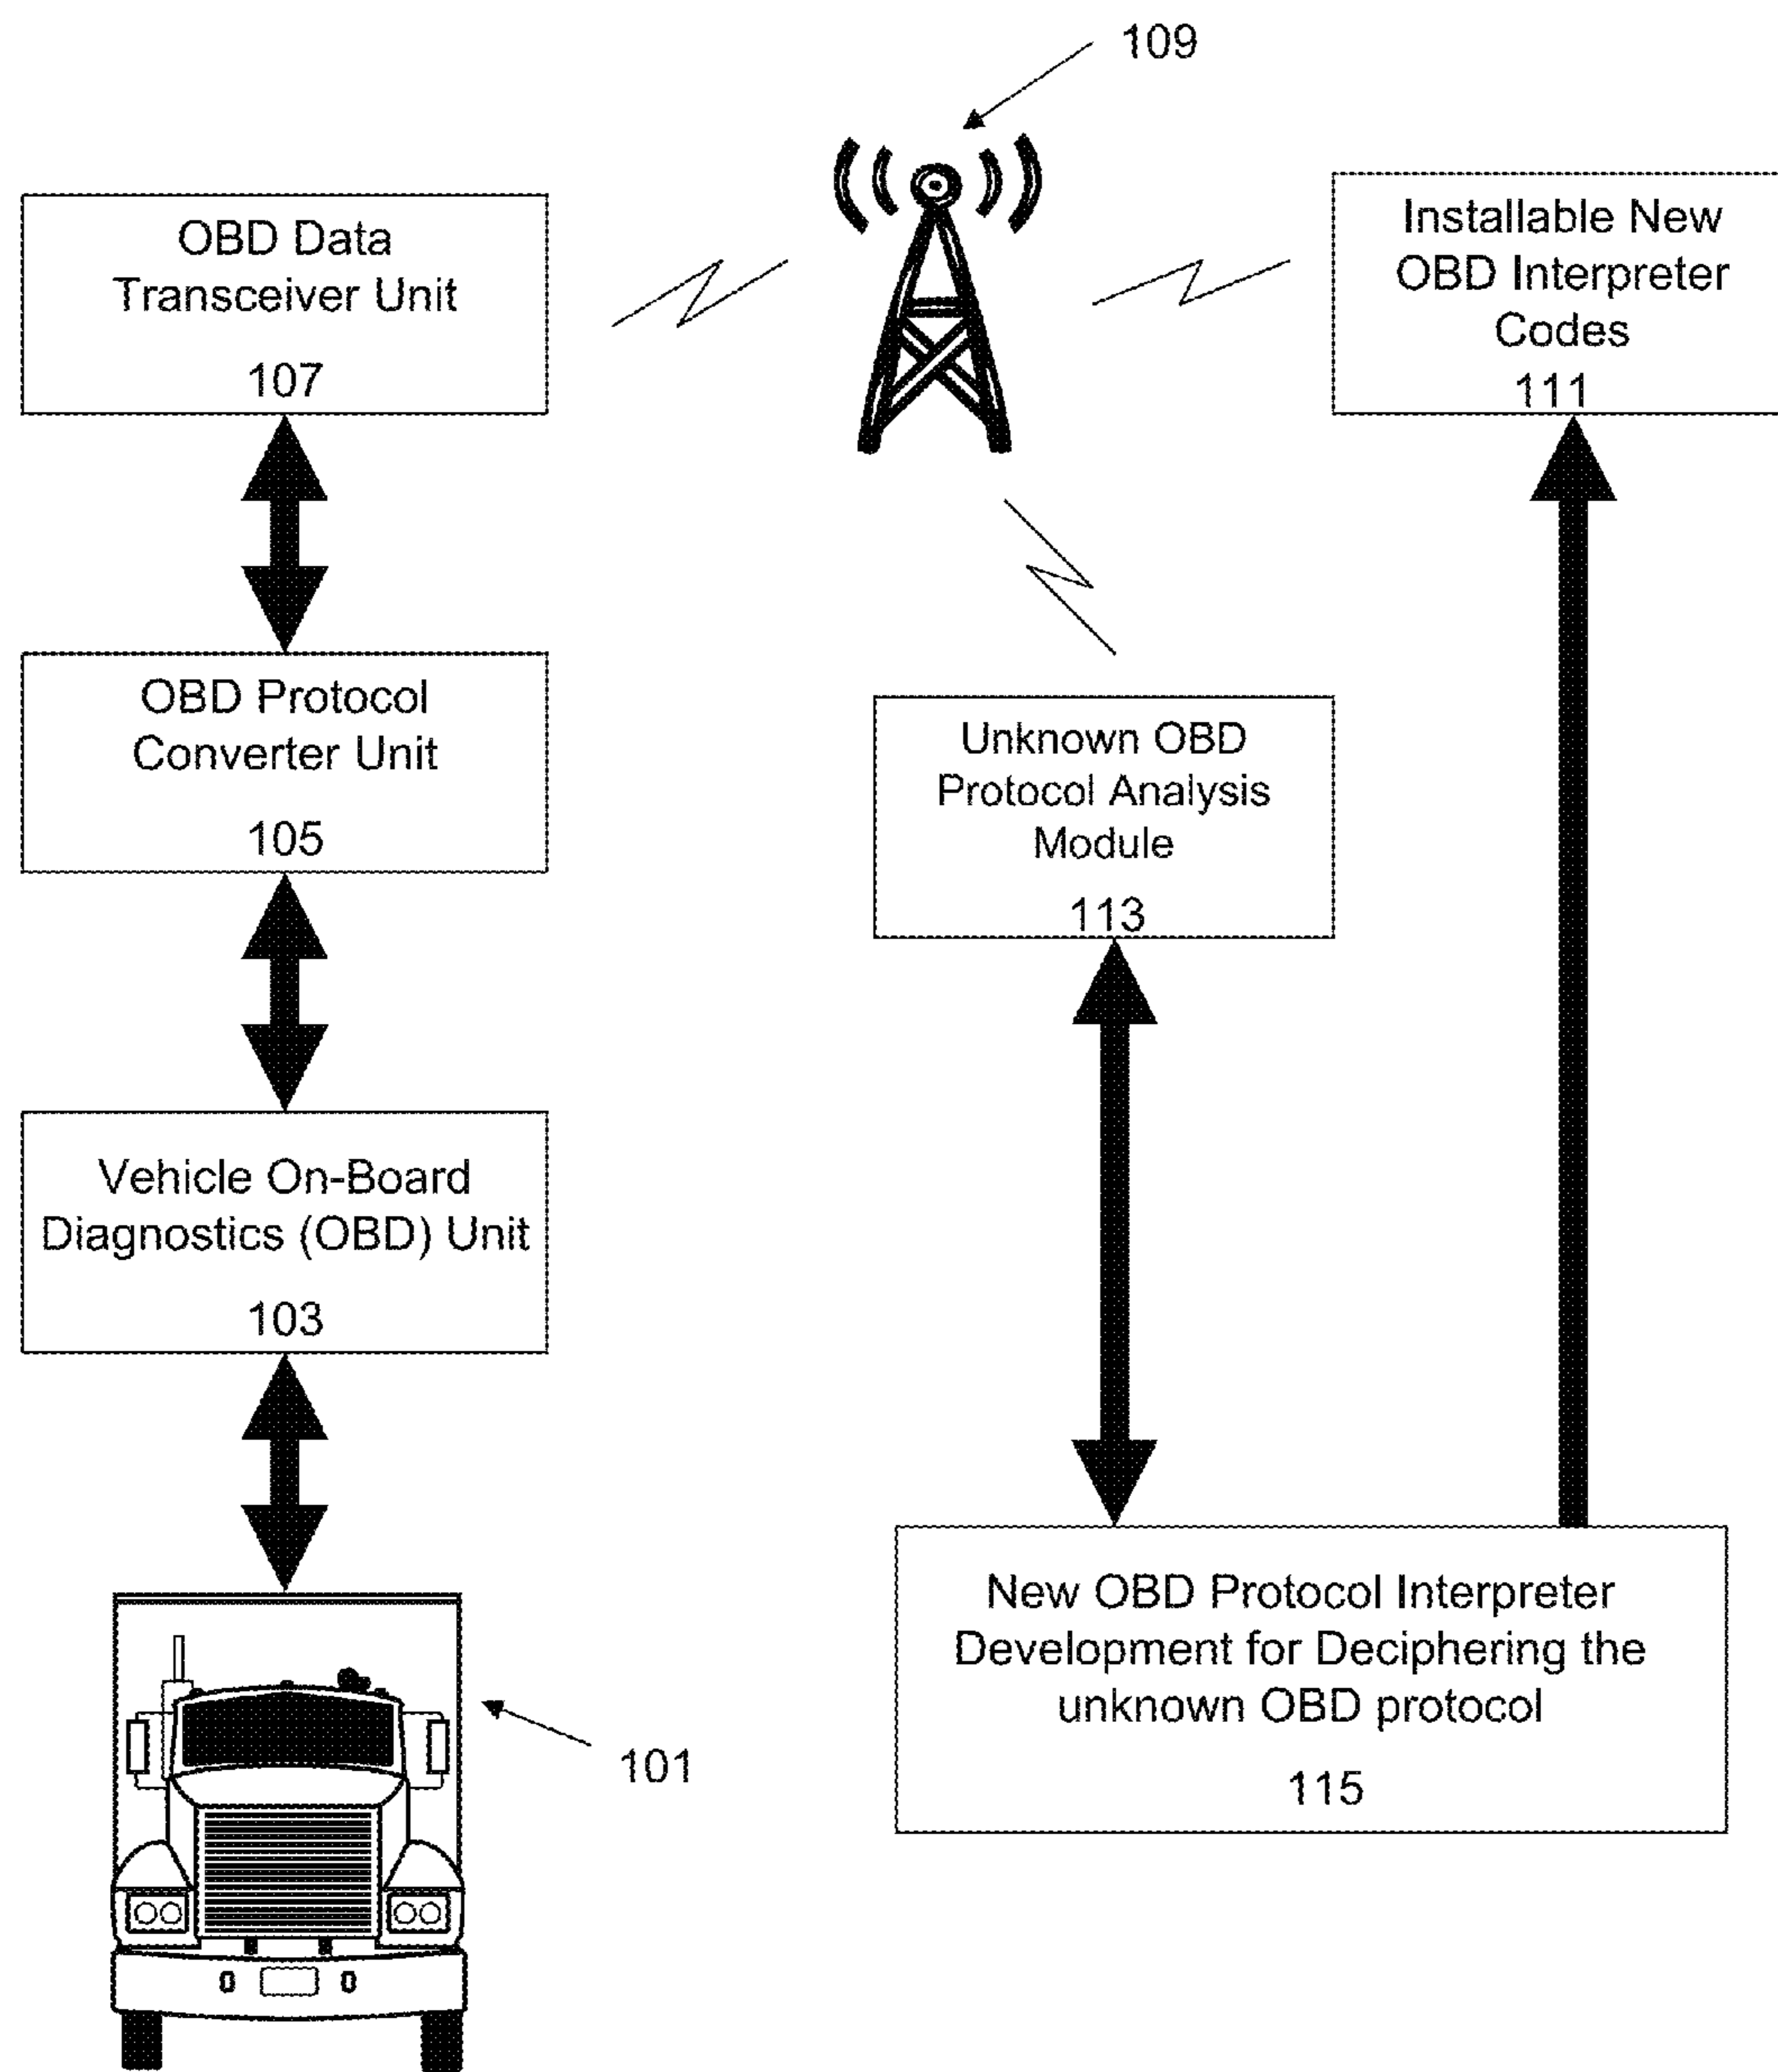 109
OBD Data
Transceiver Unit
107
Installable New
OBD Interpreter
Codes
111
OBD Protocol
Converter Unit
105
Unknown OBD
Protocol Analysis
Module
113
Vehicle On-Board
Diagnostics (OBD) Unit
103
101
New OBD Protocol Interpreter
Development for Deciphering the
unknown OBD protocol
115